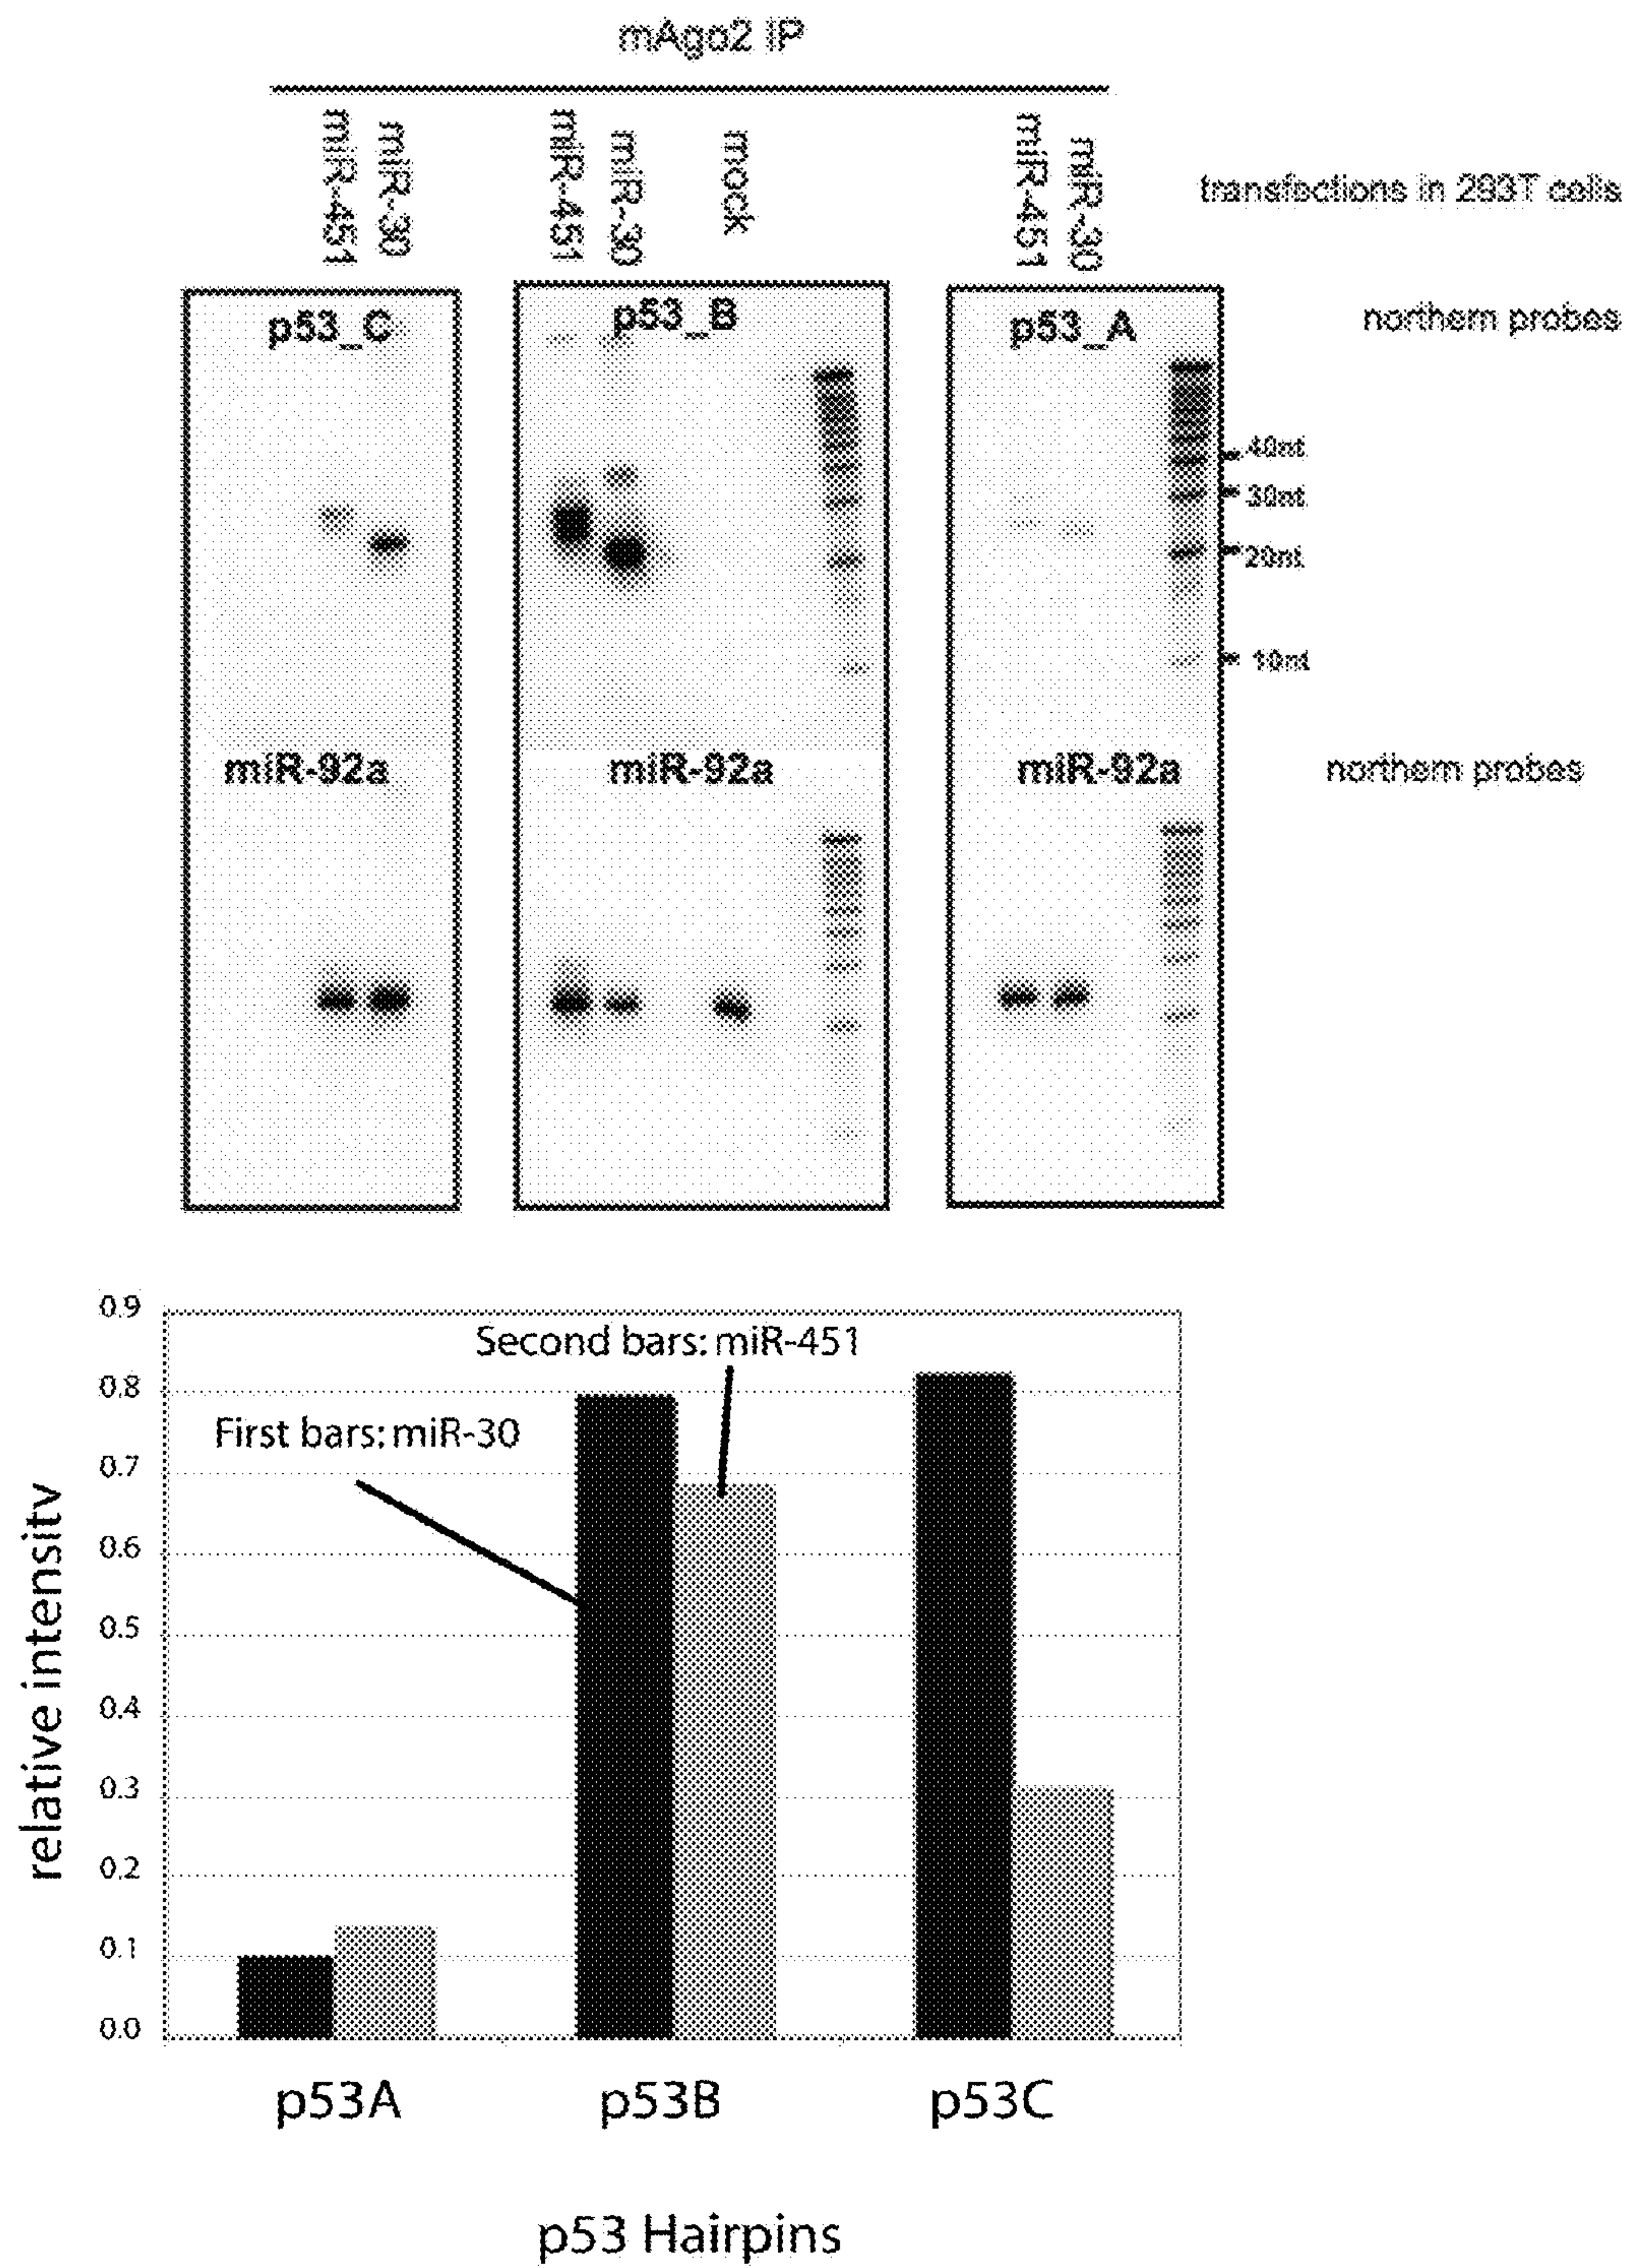 mAgo2 IP
miR-451 miR-30 miR-451 miR-30 mock miR-451 miR-30
transfections in 293T cells
p53_C p53_B p53_A northern probes
40nt
30nt
20nt
10nt
miR-92a miR-92a miR-92a northern probes
0.9
Second bars: miR-451
0.8
First bars: miR-30
0.7
0.6
0.5
0.4
0.3
0.2
0.1
0.0
relative intensity
p53A p53B p53C
p53 Hairpins